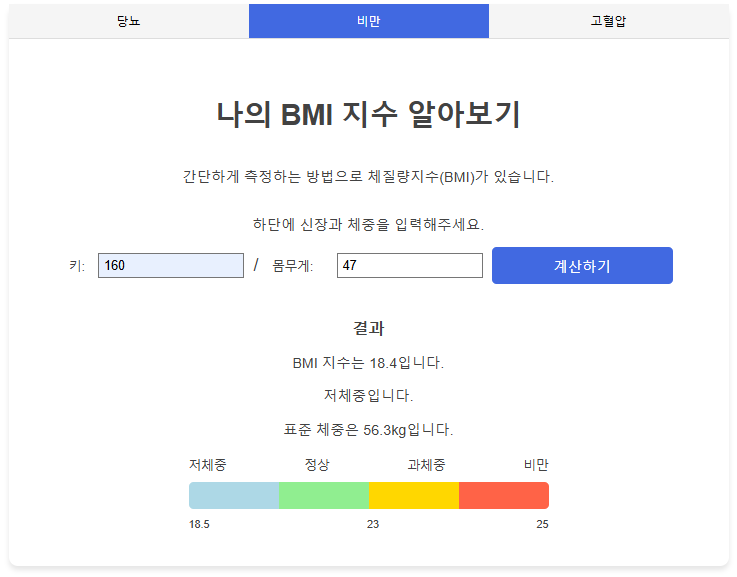 당뇨 비만 고혈압
나의 BMI 지수 알아보기
간단하게 측정하는 방법으로 체질량지수(BMI)가 있습니다.
하단에 신장과 체중을 입력해주세요.
키: 160 / 몸무게: 47 계산하기
결과
BMI 지수는 18.4입니다.
저체중입니다.
표준 체중은 56.3kg입니다.
저체중 정상 과체중 비만
18.5 23 25